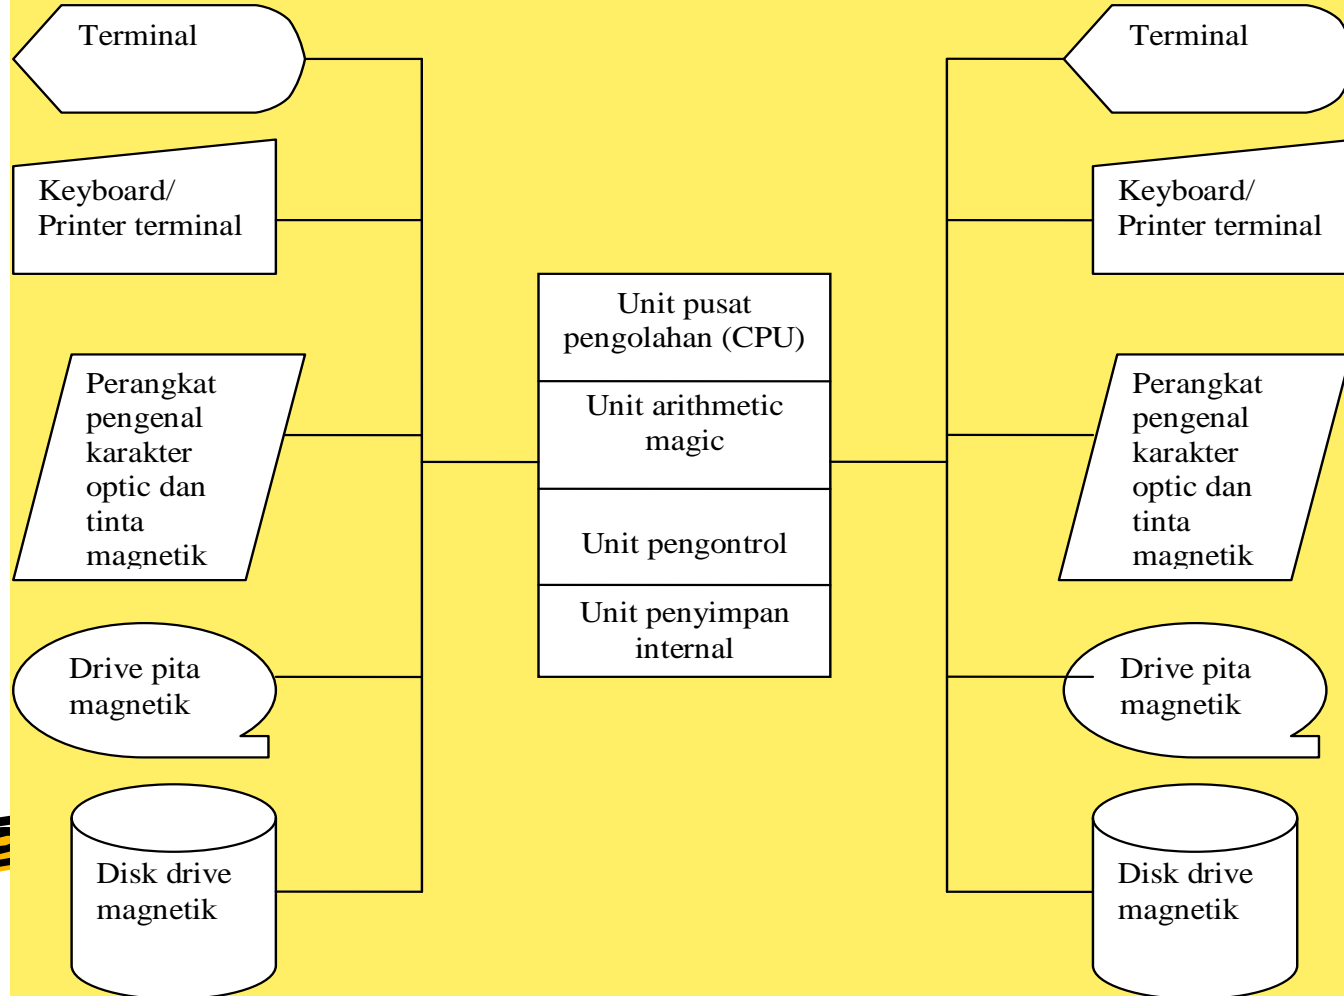 Terminal
Keyboard/
Printer terminal
Perangkat
pengenal
karakter
optic dan
tinta
magnetik
Drive pita
magnetik
Disk drive
magnetik
Unit pusat
pengolahan (CPU)
Unit arithmetic
magic
Unit pengontrol
Unit penyimpan
internal
Terminal
Keyboard/
Printer terminal
Perangkat
pengenal
karakter
optic dan
tinta
magnetik
Drive pita
magnetik
Disk drive
magnetik